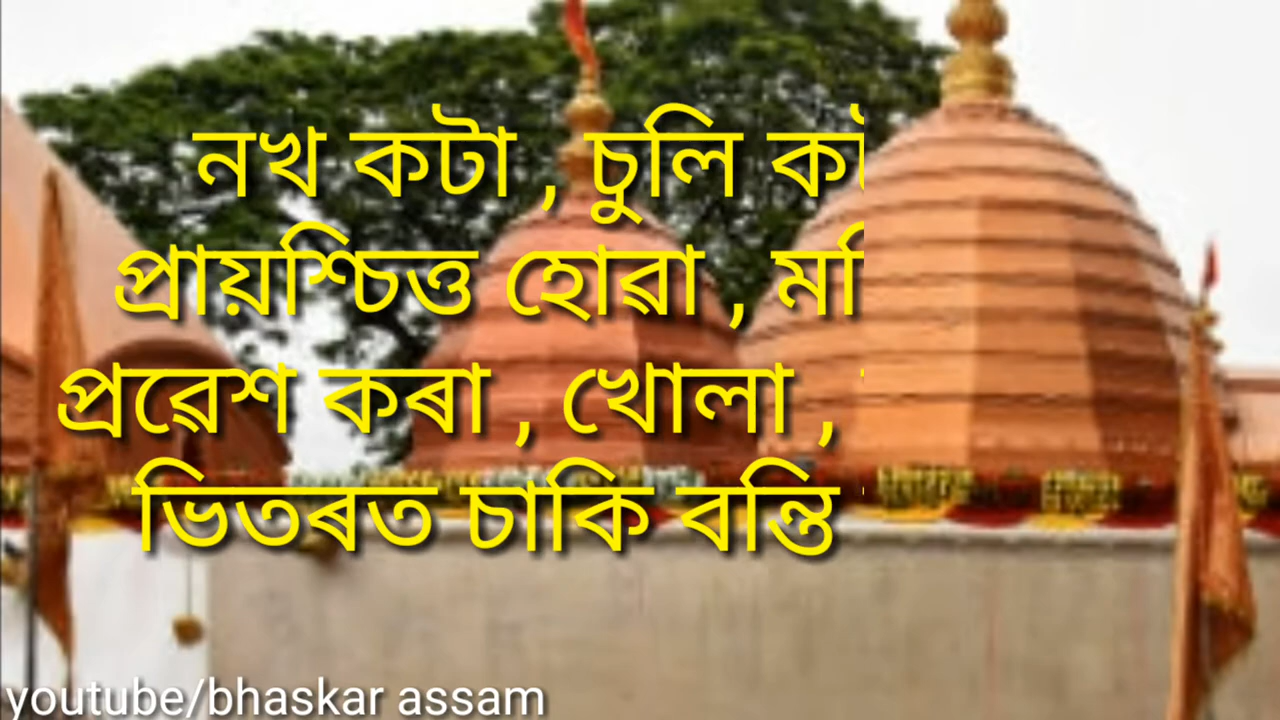 নখ কটা , চুলি
প্ৰায়শ্চিত্ত হোৱা ,
প্ৰৱেশ কৰা , খোলা ,
ভিতৰত চাকি বন্তি
youtube/bhaskar assam